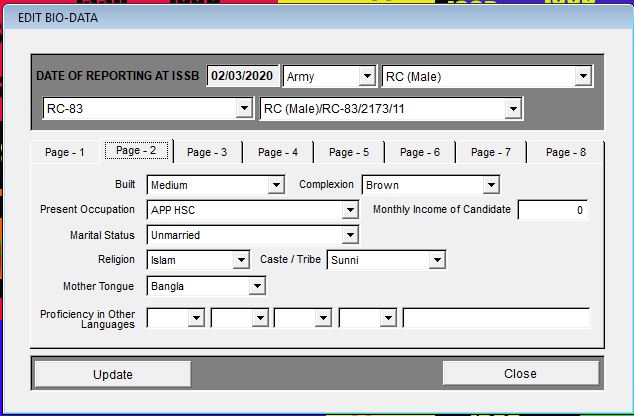 EDIT BIO-DATA
DATE OF REPORTING AT ISSB 02/03/2020 Army RC (Male)
RC-83 RC (Male)/RC-83/2173/11
Page - 1 Page - 2 Page - 3 Page - 4 Page - 5 Page - 6 Page - 7 Page - 8
Built Medium Complexion Brown
Present Occupation APP HSC Monthly Income of Candidate 0
Marital Status Unmarried
Religion Islam Caste / Tribe Sunni
Mother Tongue Bangla
Proficiency in Other
Languages
Update Close